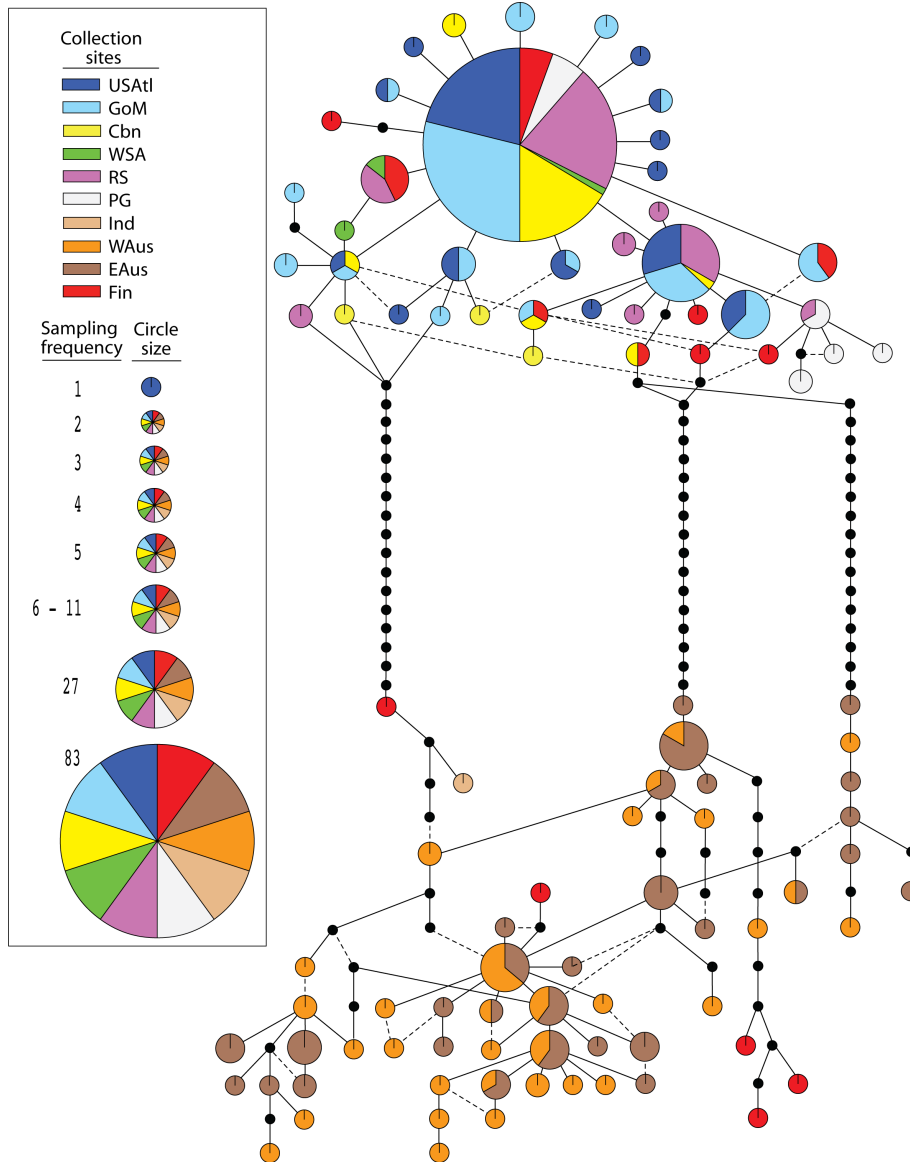 Collection
sites
USAtl
GoM
Cbn
WSA
RS
PG
Ind
WAus
EAus
Fin
Sampling Circle
frequency size
1
2
3
4
5
6 – 11
27
83